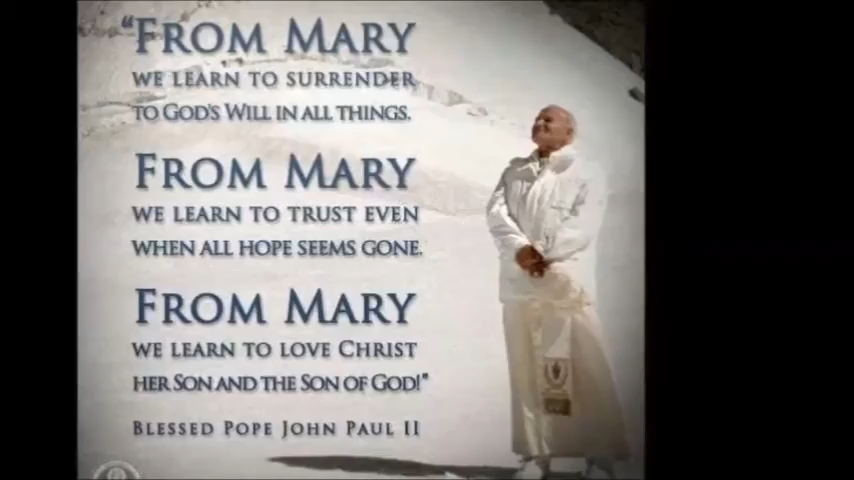 “From Mary
we learn to surrender
to God's Will in all things.
From Mary
we learn to trust even
when all hope seems gone.
From Mary
we learn to love Christ
her Son and the Son of God!”
Blessed Pope John Paul II